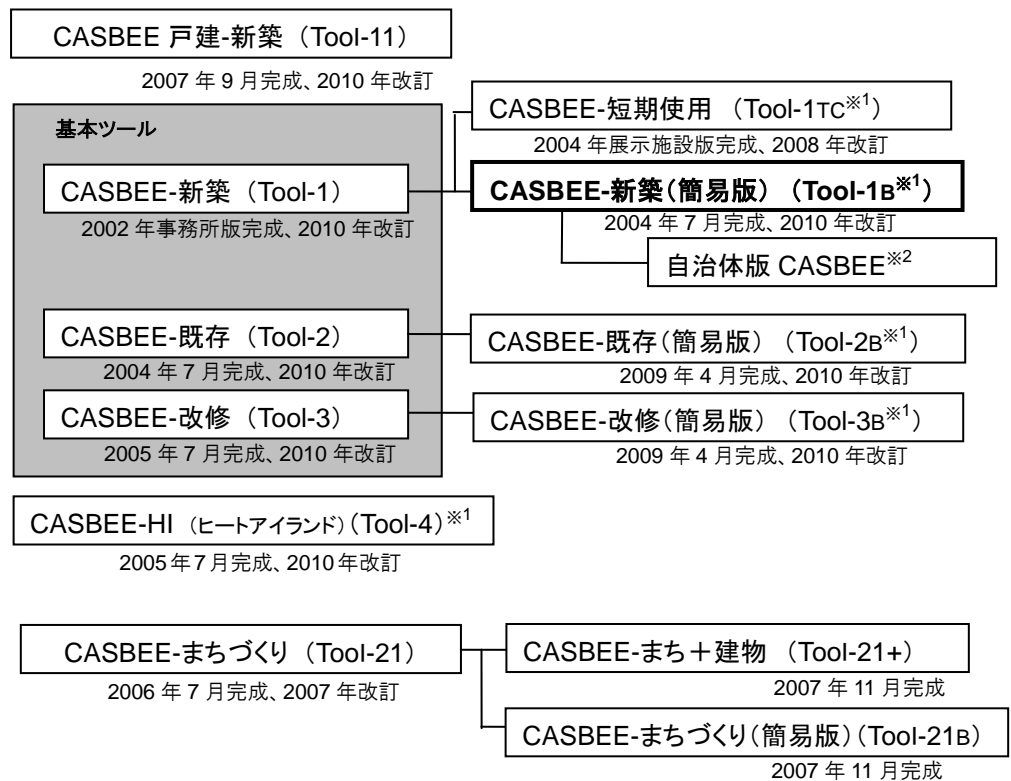 CASBEE 戸建-新築 (Tool-11)
2007 年 9 月完成、2010 年改訂
基本ツール
CASBEE-短期使用 (Tool-1TC※1)
2004 年展示施設版完成、2008 年改訂
CASBEE-新築 (Tool-1)
2002 年事務所版完成、2010 年改訂
CASBEE-新築(簡易版) (Tool-1B※1)
2004 年 7 月完成、2010 年改訂
自治体版 CASBEE※2
CASBEE-既存 (Tool-2)
2004 年 7 月完成、2010 年改訂
CASBEE-既存(簡易版) (Tool-2B※1)
2009 年 4 月完成、2010 年改訂
CASBEE-改修 (Tool-3)
2005 年 7 月完成、2010 年改訂
CASBEE-改修(簡易版) (Tool-3B※1)
2009 年 4 月完成、2010 年改訂
CASBEE-HI (ヒートアイランド)(Tool-4)※1
2005 年 7 月完成、2010 年改訂
CASBEE-まちづくり (Tool-21)
2006 年 7 月完成、2007 年改訂
CASBEE-まち+建物 (Tool-21+)
2007 年 11 月完成
CASBEE-まちづくり(簡易版)(Tool-21B)
2007 年 11 月完成